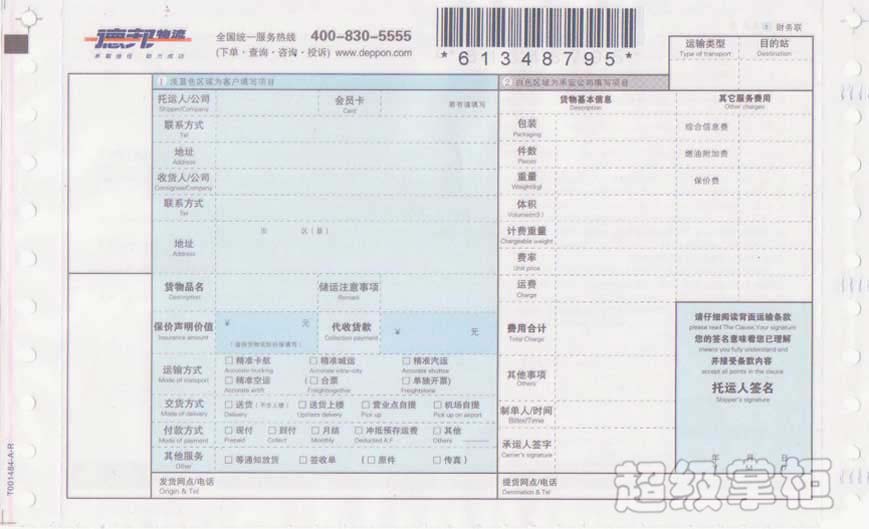 德邦物流
承载信任 助力成功
全国统一服务热线 400-830-5555
(下单·查询·咨询·投诉) www.deppon.com
*61348795*
③ 财务联
运输类型 目的站
Type of transport Destination
1 浅蓝色区域为客户填写项目
2 白色区域为承运公司填写项目
托运人/公司 会员卡 若有请填写
Shipper/Company Card
联系方式
Tel
地址
Address
收货人/公司
Consignee/Company
联系方式
Tel
市 区(县)
地址
Address
货物品名 储运注意事项
Description Remark
保价声明价值 ¥ 元 代收货款 ¥ 元
Insurance amount Collection payment
运输方式 □精准卡航 □精准城运 □精准汽运
Mode of transport Accurate trucking Accurate intra-city Accurate shuttle
□精准空运 (□合票 □单独开票)
Accurate airlift
交货方式 □送货(不含上楼) □送货上楼 □营业点自提 □机场自提
Mode of delivery Delivery Upstairs delivery Pick up Pick up on airport
付款方式 □现付 □到付 □月结 □冲抵预存运费 □其他
Mode of payment Prepaid Collect Monthly Deducted A.F Others
其他服务 □等通知放货 □签收单 (□原件 □传真)
Other
发货网点/电话
Origin & Tel
货物基本信息 其它服务费用
Description Other charges
包装 综合信息费
Packaging
件数 燃油附加费
Pieces
重量 保价费
Weight(kg)
体积
Volume(m3)
计费重量
Chargeable weight
费率
Unit price
运费
Charge
费用合计
Total Charge
其他事项
Others
制单人/时间
Biller/Time
承运人签字
Carrier's signature
提货网点/电话
Destination & Tel
请仔细阅读背面运输条款
please read The Clause,Your signature
您的签名意味着您已理解
means you fully understand and
并接受条款内容
accept all points in the clause
托运人签名
Shipper's signature
年 月 日
Y M D
T001484-A-R
超级掌柜